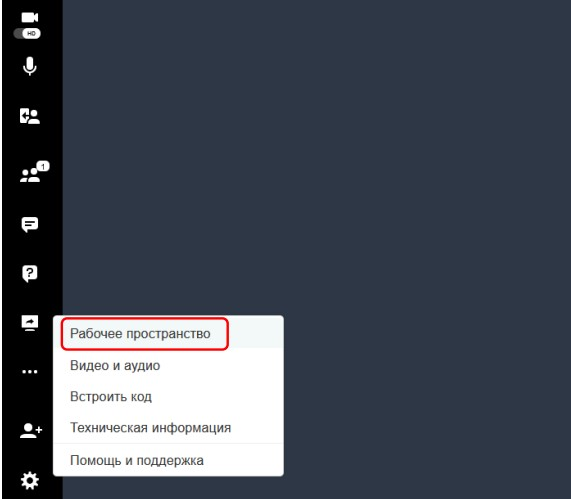 HD
1
?
Рабочее пространство
Видео и аудио
Встроить код
Техническая информация
Помощь и поддержка